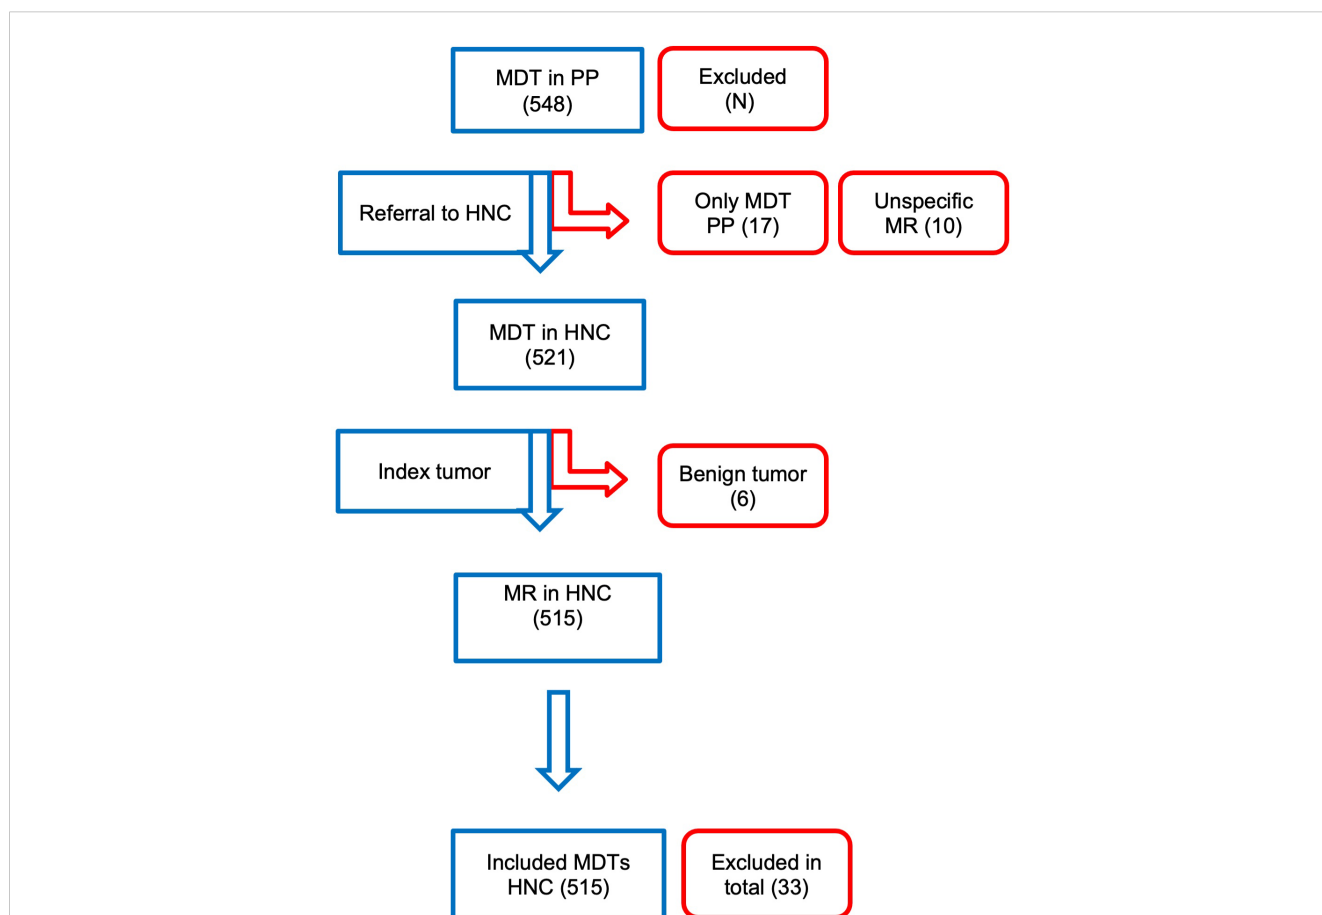 MDT in PP
(548)
Excluded
(N)
Referral to HNC
Only MDT
PP (17)
Unspecific
MR (10)
MDT in HNC
(521)
Index tumor
Benign tumor
(6)
MR in HNC
(515)
Included MDTs
HNC (515)
Excluded in
total (33)